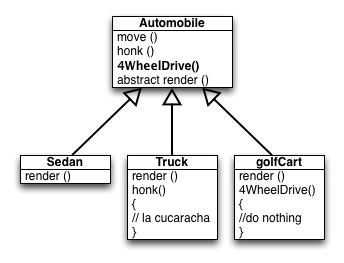 Automobile
move ()
honk ()
4WheelDrive()
abstract render ()
Sedan
render ()
Truck
render ()
honk()
{
// la cucaracha
}
golfCart
render ()
4WheelDrive()
{
//do nothing
}